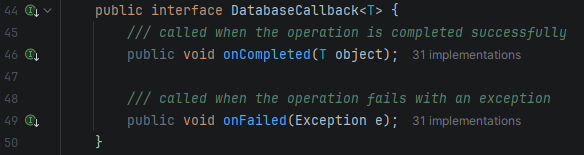 44 public interface DatabaseCallback<T> {
45 /// called when the operation is completed successfully
46 public void onCompleted(T object); 31 implementations
47
48 /// called when the operation fails with an exception
49 public void onFailed(Exception e); 31 implementations
50 }